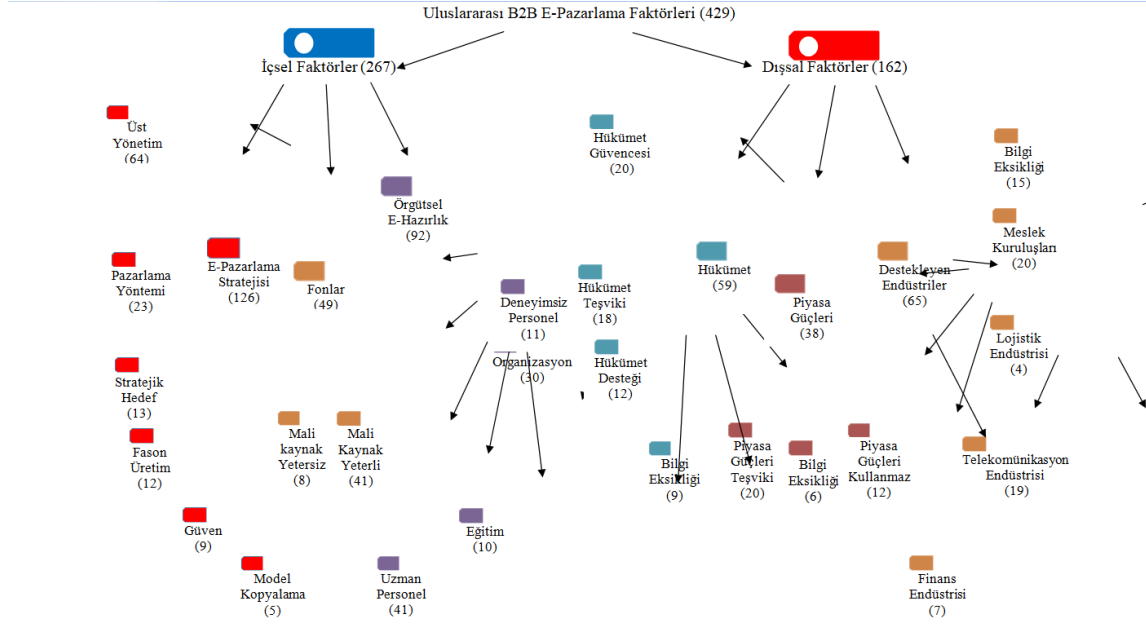 Uluslararası B2B E-Pazarlama Faktörleri (429)
İçsel Faktörler (267)
Dışsal Faktörler (162)
Üst
Yönetim
(64)
Hükümet
Güvencesi
(20)
Bilgi
Eksikliği
(15)
Örgütsel
E-Hazırlık
(92)
Meslek
Kuruluşları
(20)
Pazarlama
Yöntemi
(23)
E-Pazarlama
Stratejisi
(126)
Fonlar
(49)
Deneyimsiz
Personel
(11)
Hükümet
Teşviki
(18)
Hükümet
(59)
Piyasa
Güçleri
(38)
Destekleyen
Endüstriler
(65)
Lojistik
Endüstrisi
(4)
Organizasyon
(30)
Hükümet
Desteği
(12)
Stratejik
Hedef
(13)
Fason
Üretim
(12)
Mali
kaynak
Yetersiz
(8)
Mali
Kaynak
Yeterli
(41)
Bilgi
Eksikliği
(9)
Piyasa
Güçleri
Teşviki
(20)
Bilgi
Eksikliği
(6)
Piyasa
Güçleri
Kullanmaz
(12)
Telekomünikasyon
Endüstrisi
(19)
Güven
(9)
Eğitim
(10)
Model
Kopyalama
(5)
Uzman
Personel
(41)
Finans
Endüstrisi
(7)